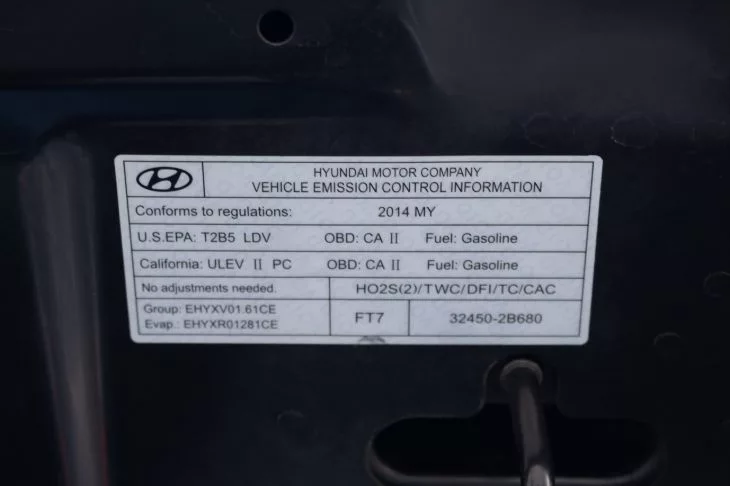 HYUNDAI MOTOR COMPANY
VEHICLE EMISSION CONTROL INFORMATION
Conforms to regulations: 2014 MY
U.S.EPA: T2B5 LDV OBD: CA II Fuel: Gasoline
California: ULEV II PC OBD: CA II Fuel: Gasoline
No adjustments needed. HO2S(2)/TWC/DFI/TC/CAC
Group: EHYXV01.61CE
Evap.: EHYXR01281CE
FT7 32450-2B680